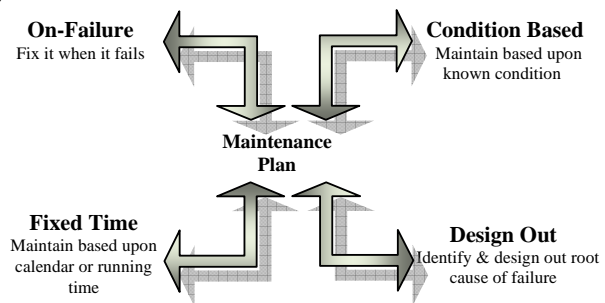 On-Failure
Fix it when it fails
Condition Based
Maintain based upon
known condition
Maintenance
Plan
Fixed Time
Maintain based upon
calendar or running
time
Design Out
Identify & design out root
cause of failure